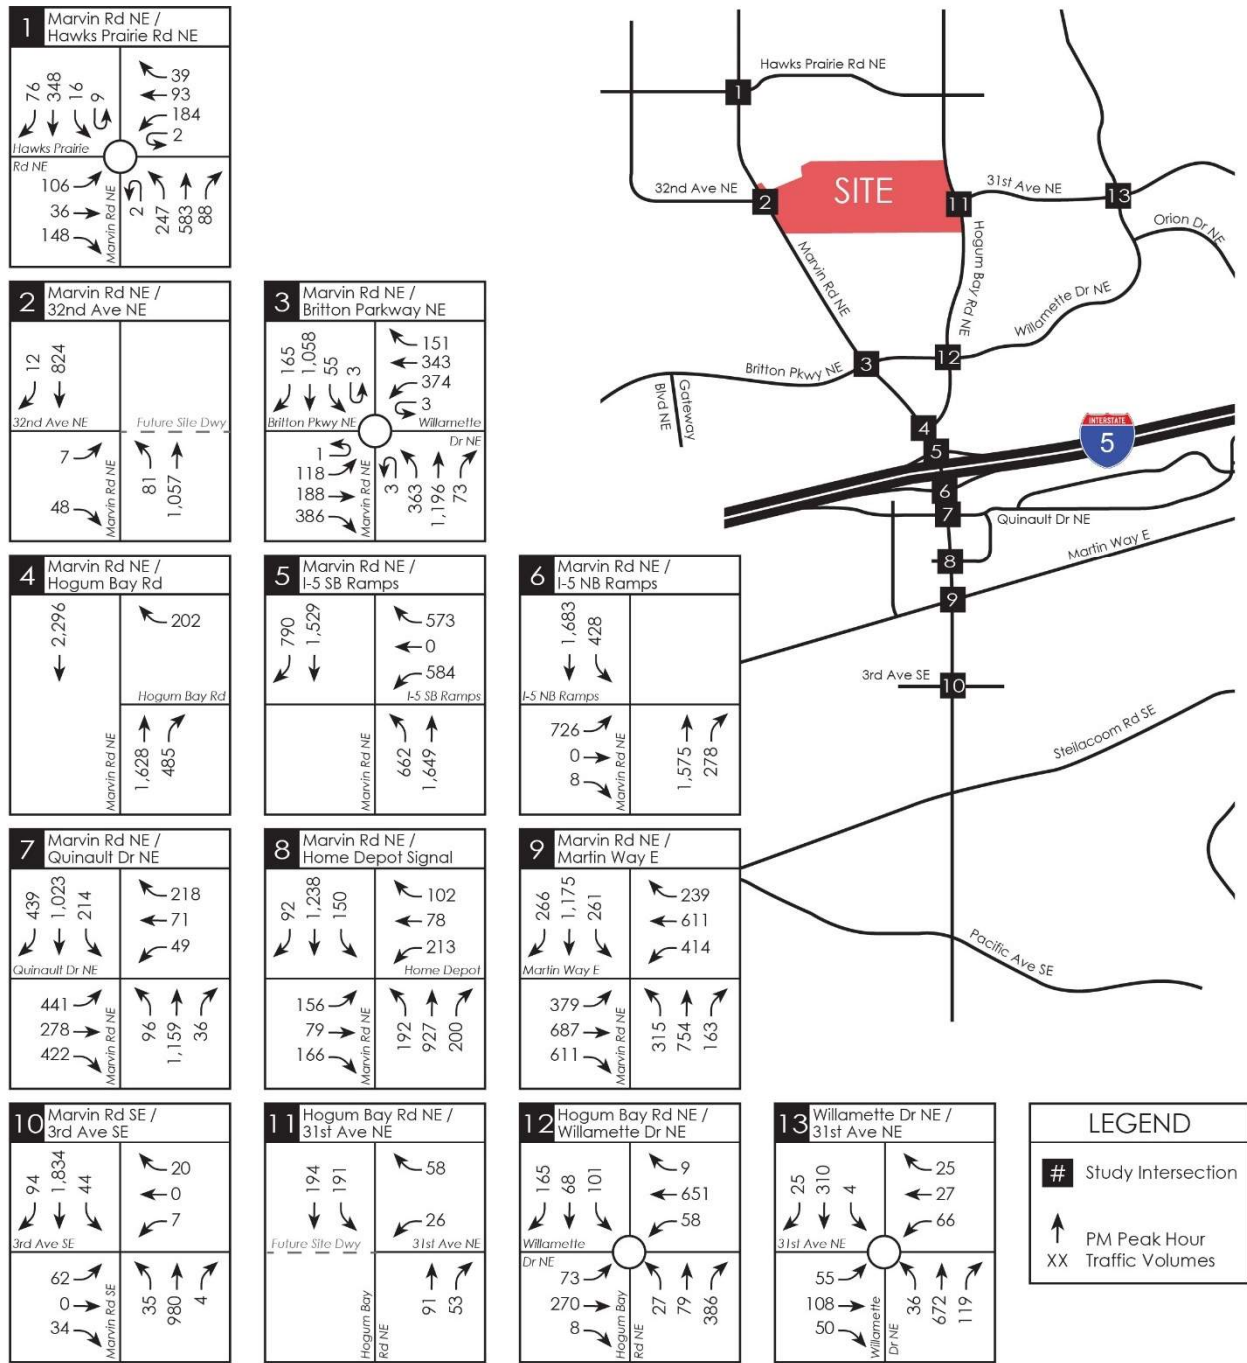 1 Marvin Rd NE /
Hawks Prairie Rd NE
76 348 16 9
39
93
184
2
Hawks Prairie
Rd NE
106
36
148
Marvin Rd NE
2 247 583 88
2 Marvin Rd NE /
32nd Ave NE
12 824
32nd Ave NE
Future Site Dwy
7
48
Marvin Rd NE
81 1,057
3 Marvin Rd NE /
Britton Parkway NE
165 1,058 55 3
151
343
374
3
Britton Pkwy NE
Willamette
Dr NE
1
118
188
386
Marvin Rd NE
3 363 1,196 73
4 Marvin Rd NE /
Hogum Bay Rd
2,296
202
Hogum Bay Rd
Marvin Rd NE
1,628 485
5 Marvin Rd NE /
I-5 SB Ramps
790 1,529
573
0
584
I-5 SB Ramps
Marvin Rd NE
662 1,649
6 Marvin Rd NE /
I-5 NB Ramps
1,683 428
I-5 NB Ramps
726
0
8
Marvin Rd NE
1,575 278
7 Marvin Rd NE /
Quinault Dr NE
439 1,023 214
218
71
49
Quinault Dr NE
441
278
422
Marvin Rd NE
96 1,159 36
8 Marvin Rd NE /
Home Depot Signal
92 1,238 150
102
78
213
Home Depot
156
79
166
Marvin Rd NE
192 927 200
9 Marvin Rd NE /
Martin Way E
266 1,175 261
239
611
414
Martin Way E
379
687
611
Marvin Rd NE
315 754 163
10 Marvin Rd SE /
3rd Ave SE
94 1,834 44
20
0
7
3rd Ave SE
62
0
34
Marvin Rd SE
35 980 4
11 Hogum Bay Rd NE /
31st Ave NE
194 191
58
26
Future Site Dwy
31st Ave NE
Hogum Bay
Rd NE
91 53
12 Hogum Bay Rd NE /
Willamette Dr NE
165 68 101
9
651
58
Willamette
Dr NE
73
270
8
Hogum Bay
Rd NE
27 79 386
13 Willamette Dr NE /
31st Ave NE
25 310 4
25
27
66
31st Ave NE
55
108
50
Willamette
Dr NE
36 672 119
LEGEND
# Study Intersection
XX PM Peak Hour
Traffic Volumes
Hawks Prairie Rd NE
1
32nd Ave NE
2
SITE
11
31st Ave NE
13
Orion Dr NE
Marvin Rd NE
Hogum Bay Rd NE
Willamette Dr NE
Britton Pkwy NE
3
12
Gateway
Blvd NE
4
5
INTERSTATE
5
6
7
Quinault Dr NE
8
Martin Way E
9
3rd Ave SE
10
Steilacoom Rd SE
Pacific Ave SE